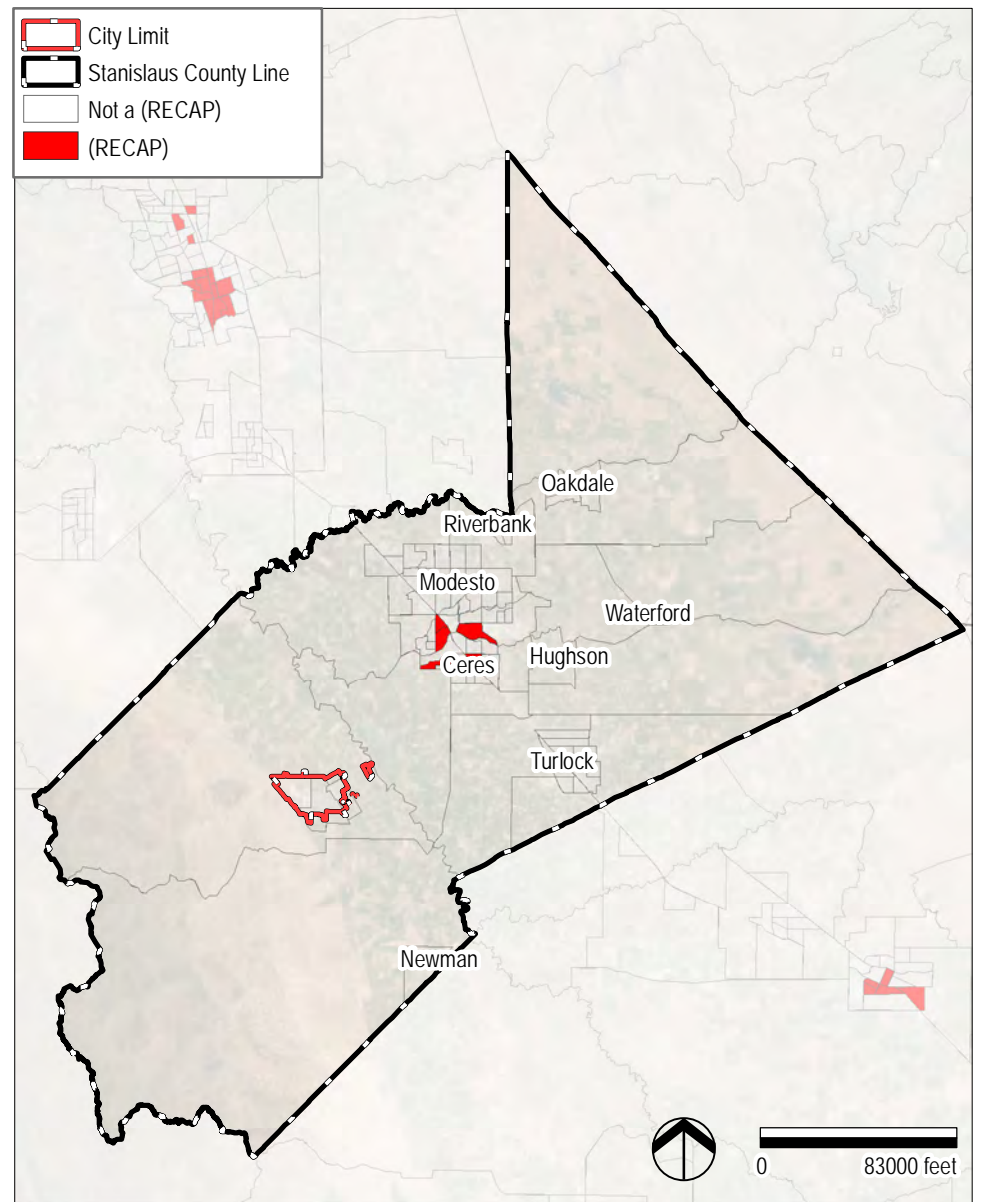 City Limit
Stanislaus County Line
Not a (RECAP)
(RECAP)
Oakdale
Riverbank
Modesto
Waterford
Hughson
Ceres
Turlock
Newman
0 83000 feet